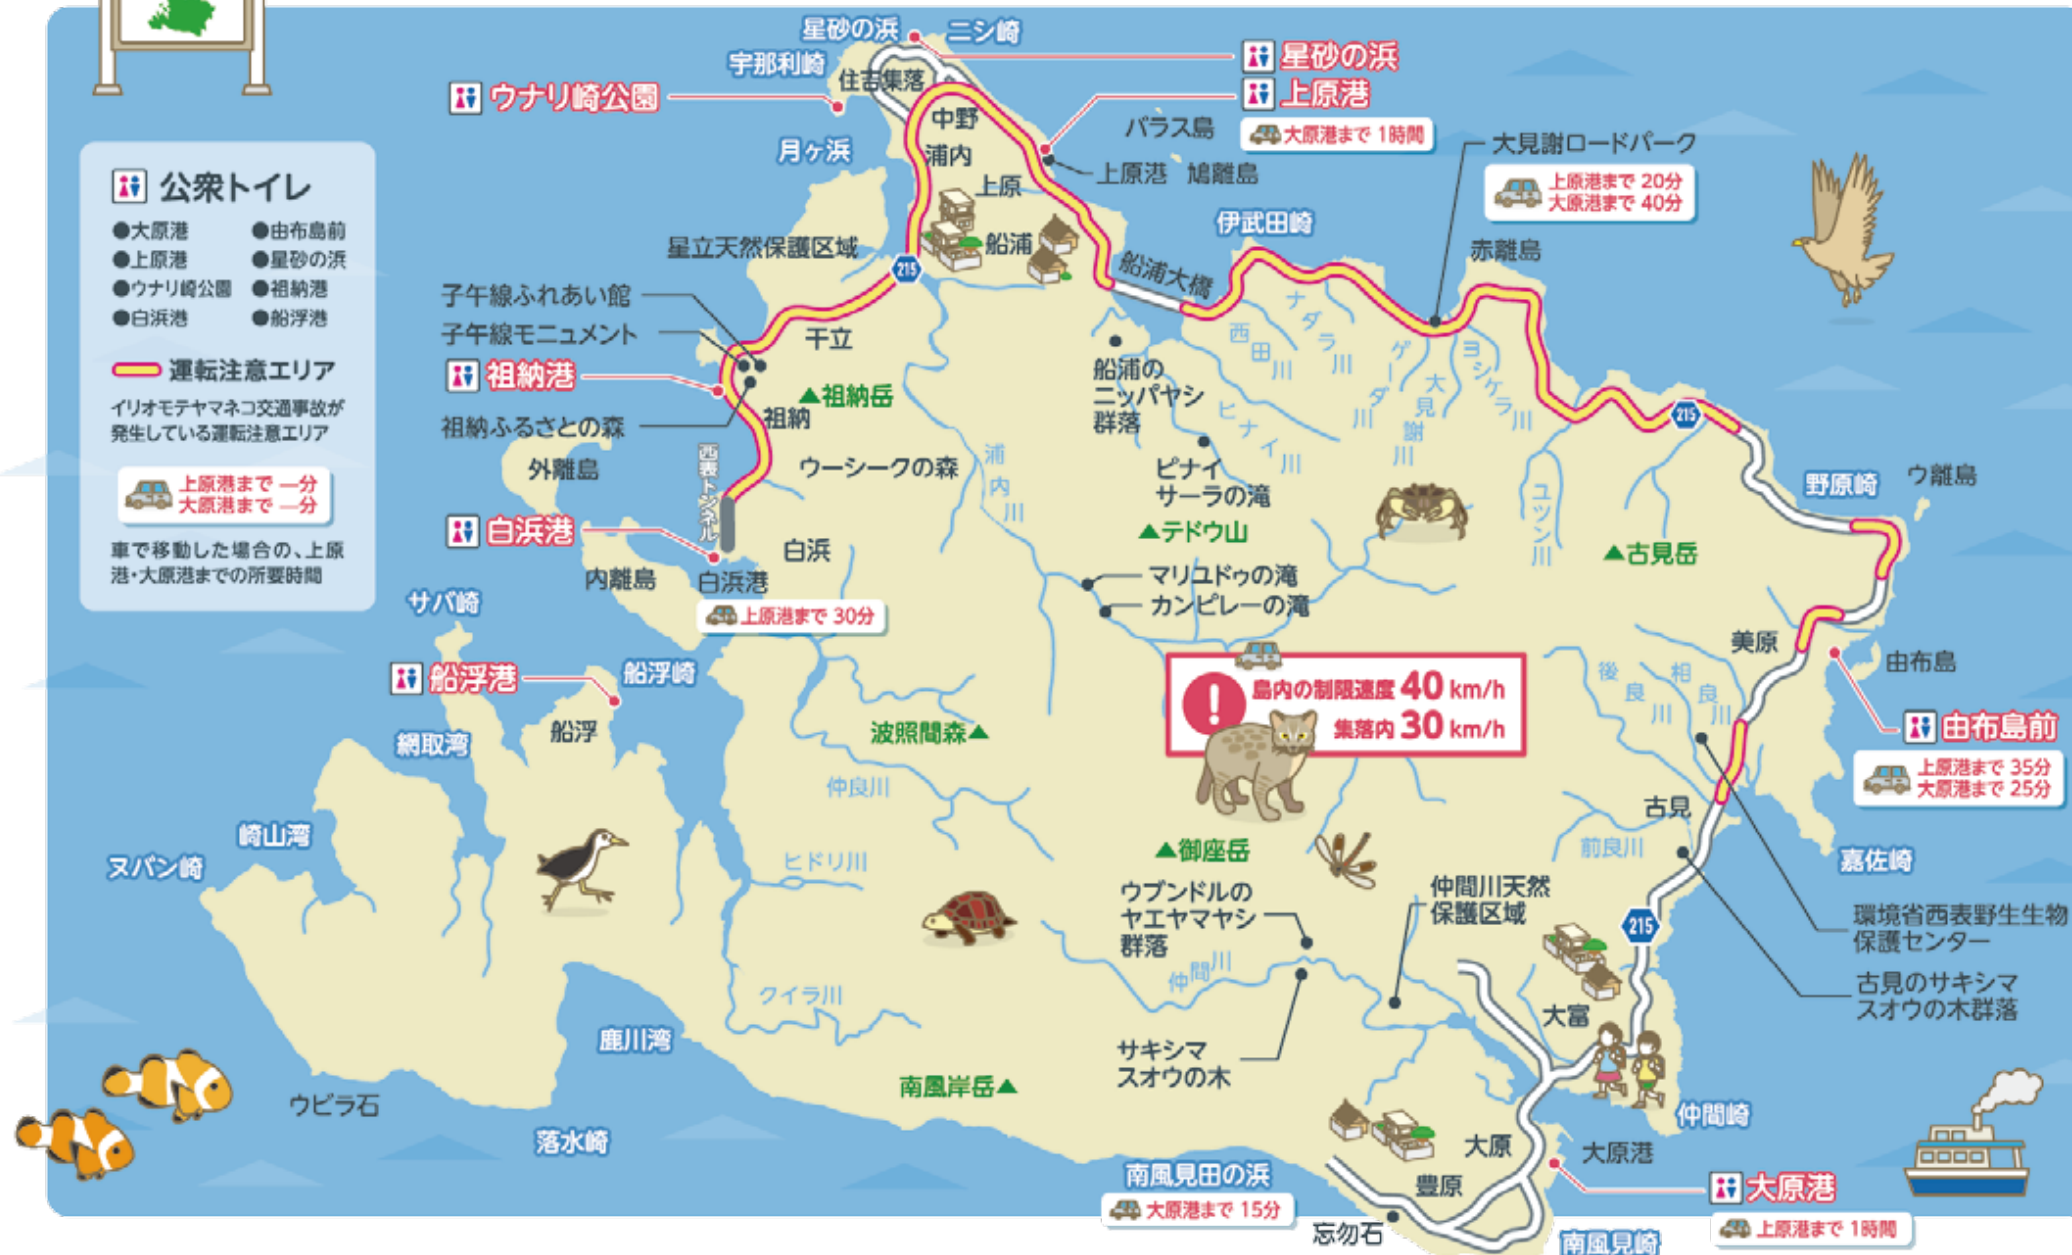 公衆トイレ
●大原港
●由布島前
●上原港
●星砂の浜
●ウナリ崎公園
●祖納港
●白浜港
●船浮港
運転注意エリア
イリオモテヤマネコ交通事故が
発生している運転注意エリア
上原港まで ―分
大原港まで ―分
車で移動した場合の、上原
港・大原港までの所要時間
星砂の浜
ニシ崎
宇那利崎
住吉集落
ウナリ崎公園
星砂の浜
上原港
大原港まで 1時間
中野
浦内
月ヶ浜
上原
バラス島
上原港
鳩離島
大見謝ロードパーク
上原港まで 20分
大原港まで 40分
伊武田崎
赤離島
星立天然保護区域
船浦
船浦大橋
215
子午線ふれあい館
子午線モニュメント
干立
祖納港
▲祖納岳
祖納
祖納ふるさとの森
外離島
西表トンネル
ウーシークの森
浦内川
船浦の
ニッパヤシ
群落
西田川
ナダラ川
ゲーダ川
大見謝川
ヨシケラ川
ヒナイ川
ピナイ
サーラの滝
215
ユツン川
野原崎
ウ離島
白浜港
白浜
内離島
白浜港
上原港まで 30分
▲テドウ山
▲古見岳
マリユドゥの滝
カンピレーの滝
サバ崎
船浮港
船浮崎
船浮
網取湾
波照間森▲
仲良川
島内の制限速度 40 km/h
集落内 30 km/h
美原
由布島
後良川
相良川
由布島前
上原港まで 35分
大原港まで 25分
古見
前良川
嘉佐崎
崎山湾
ヌバン崎
ヒドリ川
▲御座岳
ウブンドルの
ヤエヤマヤシ
群落
仲間川天然
保護区域
環境省西表野生生物
保護センター
215
仲間川
古見のサキシマ
スオウの木群落
クイラ川
大富
鹿川湾
サキシマ
スオウの木
南風岸岳▲
ウビラ石
落水崎
仲間崎
大原
大原港
南風見田の浜
大原港まで 15分
豊原
大原港
上原港まで 1時間
忘勿石
南風見崎